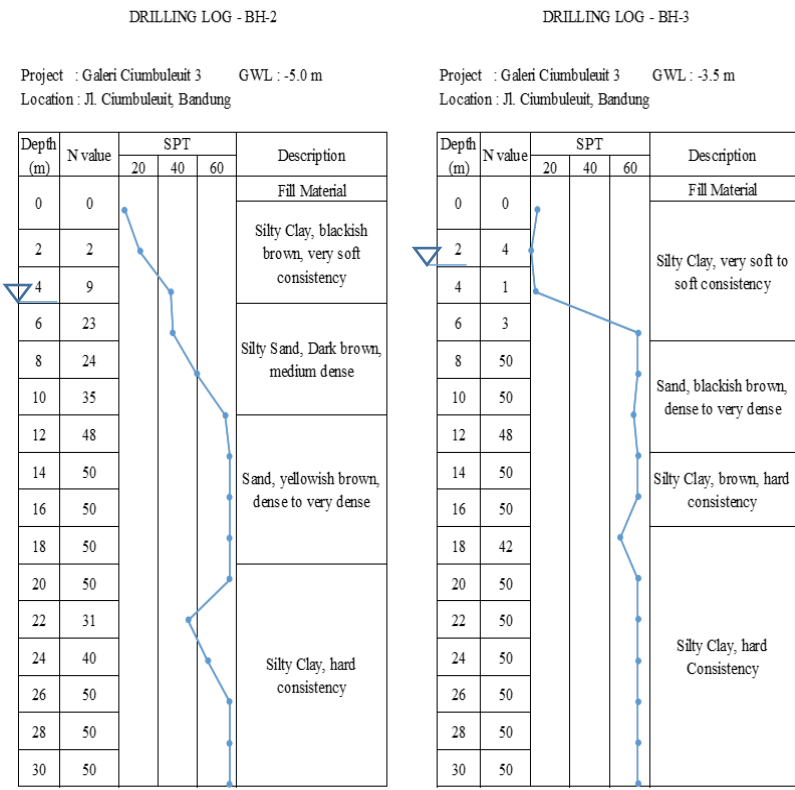 DRILLING LOG - BH-2
Project : Galeri Ciumbuleuit 3 GWL : -5.0 m
Location : Jl. Ciumbuleuit, Bandung
Depth (m) N value SPT Description
20 40 60
Fill Material
0 0
Silty Clay, blackish
brown, very soft
consistency
2 2
4 9
6 23
Silty Sand, Dark brown,
medium dense
8 24
10 35
12 48
14 50
Sand, yellowish brown,
dense to very dense
16 50
18 50
20 50
22 31
24 40
Silty Clay, hard
consistency
26 50
28 50
30 50
DRILLING LOG - BH-3
Project : Galeri Ciumbuleuit 3 GWL : -3.5 m
Location : Jl. Ciumbuleuit, Bandung
Depth (m) N value SPT Description
20 40 60
Fill Material
0 0
2 4
Silty Clay, very soft to
soft consistency
4 1
6 3
8 50
Sand, blackish brown,
dense to very dense
10 50
12 48
14 50
Silty Clay, brown, hard
consistency
16 50
18 42
20 50
22 50
Silty Clay, hard
Consistency
24 50
26 50
28 50
30 50